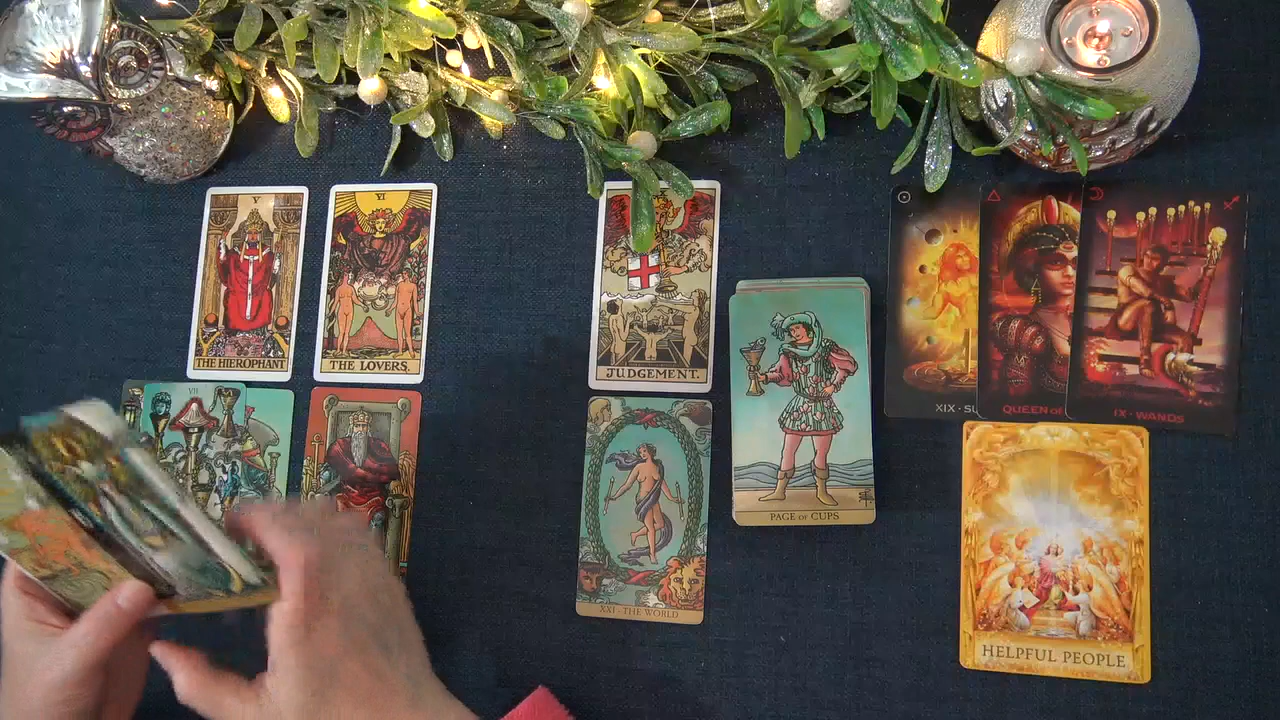 V
THE HIEROPHANT
VI
THE LOVERS.
JUDGEMENT.
VII
XXI - THE WORLD
PAGE OF CUPS
XIX · SU
QUEEN OF
IX · WANDS
HELPFUL PEOPLE